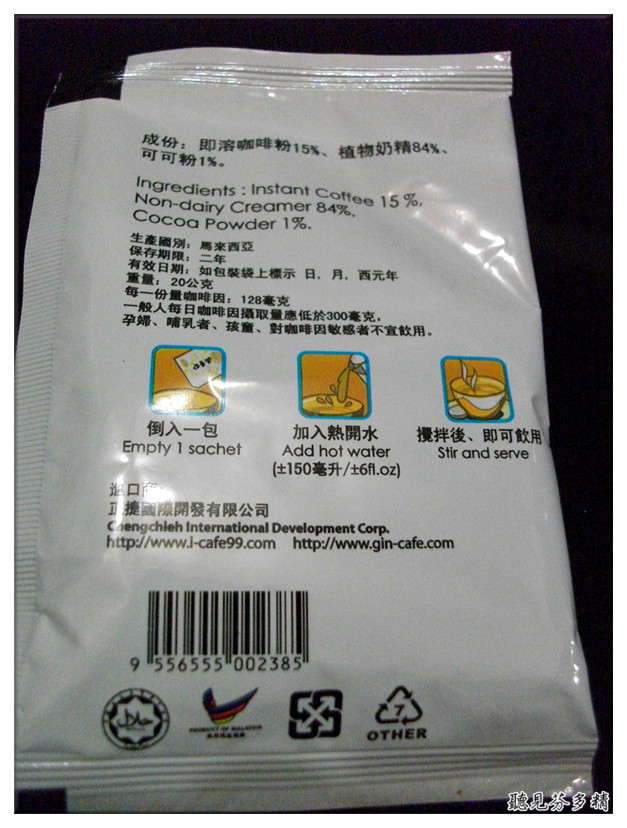 成份：即溶咖啡粉15%、植物奶精84%、
可可粉1%。
Ingredients : Instant Coffee 15 %,
Non-dairy Creamer 84%,
Cocoa Powder 1%.
生產國別：馬來西亞
保存期限：二年
有效日期：如包裝袋上標示 日，月，西元年
重量：20公克
每一份量咖啡因：128毫克
一般人每日咖啡因攝取量應低於300毫克，
孕婦、哺乳者、孩童、對咖啡因敏感者不宜飲用。
倒入一包
Empty 1 sachet
加入熱開水
Add hot water
(±150毫升/±6fl.oz)
攪拌後、即可飲用
Stir and serve
進口商：
正捷國際開發有限公司
Chengchieh International Development Corp.
http://www.i-cafe99.com http://www.gin-cafe.com
9 556555 002385
حلال
PRODUCT OF MALAYSIA
7
OTHER
聽見芬多精